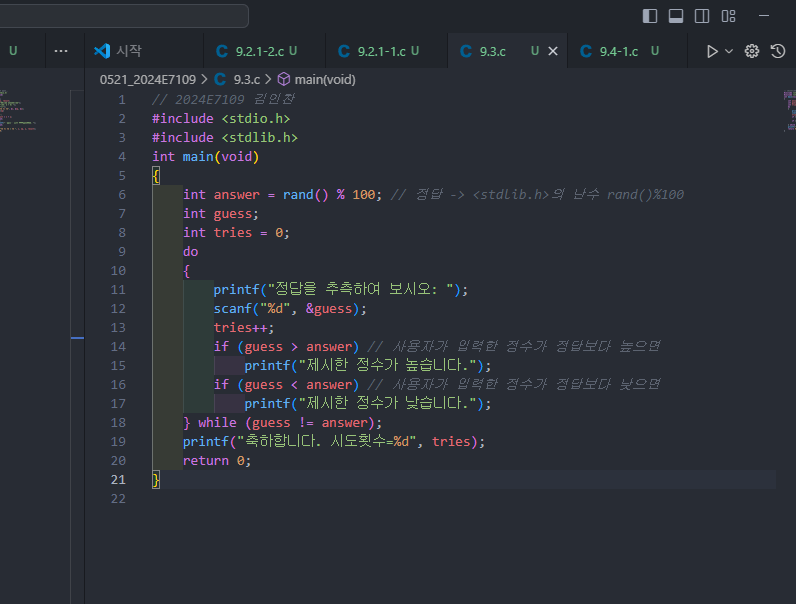 U ··· 시작 C 9.2.1-2.c U C 9.2.1-1.c U C 9.3.c U C 9.4-1.c U
0521_2024E7109 > C 9.3.c > main(void)
1 // 2024E7109 김인찬
2 #include <stdio.h>
3 #include <stdlib.h>
4 int main(void)
5 {
6 int answer = rand() % 100; // 정답 -> <stdlib.h>의 난수 rand()%100
7 int guess;
8 int tries = 0;
9 do
10 {
11 printf("정답을 추측하여 보시오: ");
12 scanf("%d", &guess);
13 tries++;
14 if (guess > answer) // 사용자가 입력한 정수가 정답보다 높으면
15 printf("제시한 정수가 높습니다.");
16 if (guess < answer) // 사용자가 입력한 정수가 정답보다 낮으면
17 printf("제시한 정수가 낮습니다.");
18 } while (guess != answer);
19 printf("축하합니다. 시도횟수=%d", tries);
20 return 0;
21 }
22